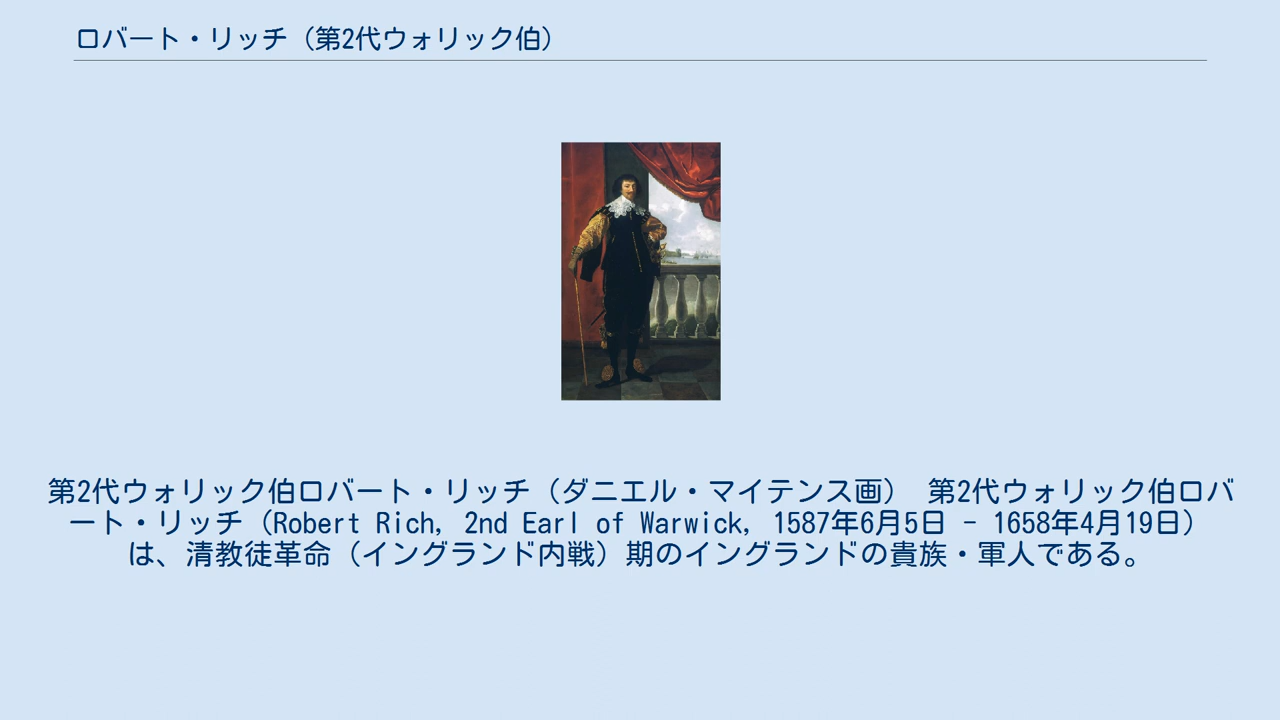 ロバート・リッチ（第2代ウォリック伯）
第2代ウォリック伯ロバート・リッチ（ダニエル・マイテンス画） 第2代ウォリック伯ロバ
ート・リッチ（Robert Rich, 2nd Earl of Warwick, 1587年6月5日 - 1658年4月19日）
は、清教徒革命（イングランド内戦）期のイングランドの貴族・軍人である。